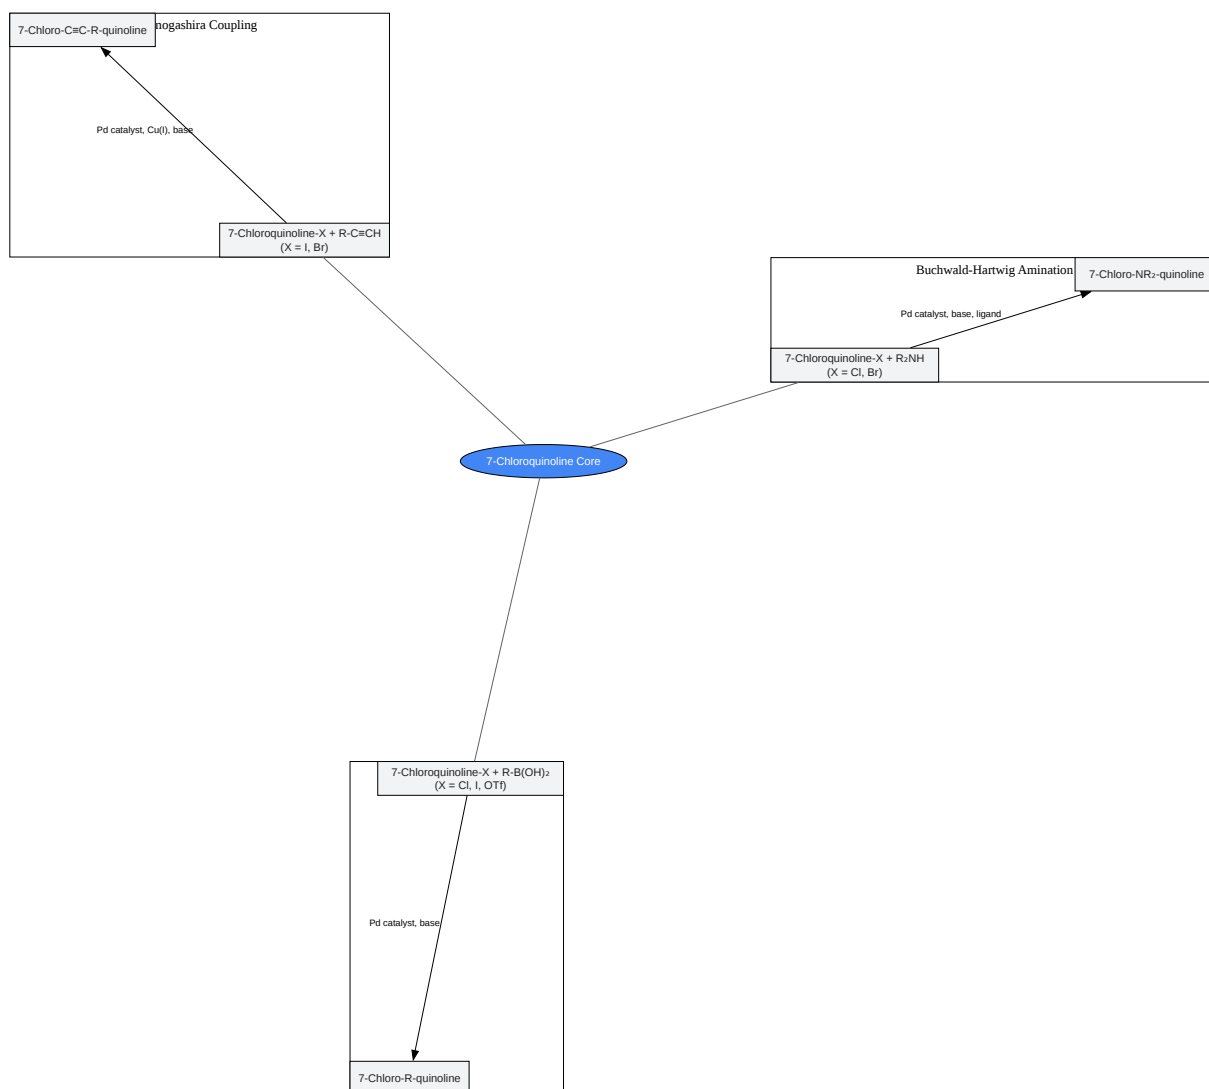 7-Chloro-C≡C-R-quinoline
nogashira Coupling
Pd catalyst, Cu(I), base
7-Chloroquinoline-X + R-C≡CH
(X = I, Br)
Buchwald-Hartwig Amination
7-Chloro-NR₂-quinoline
Pd catalyst, base, ligand
7-Chloroquinoline-X + R₂NH
(X = Cl, Br)
7-Chloroquinoline Core
7-Chloroquinoline-X + R-B(OH)₂
(X = Cl, I, OTf)
Pd catalyst, base
7-Chloro-R-quinoline